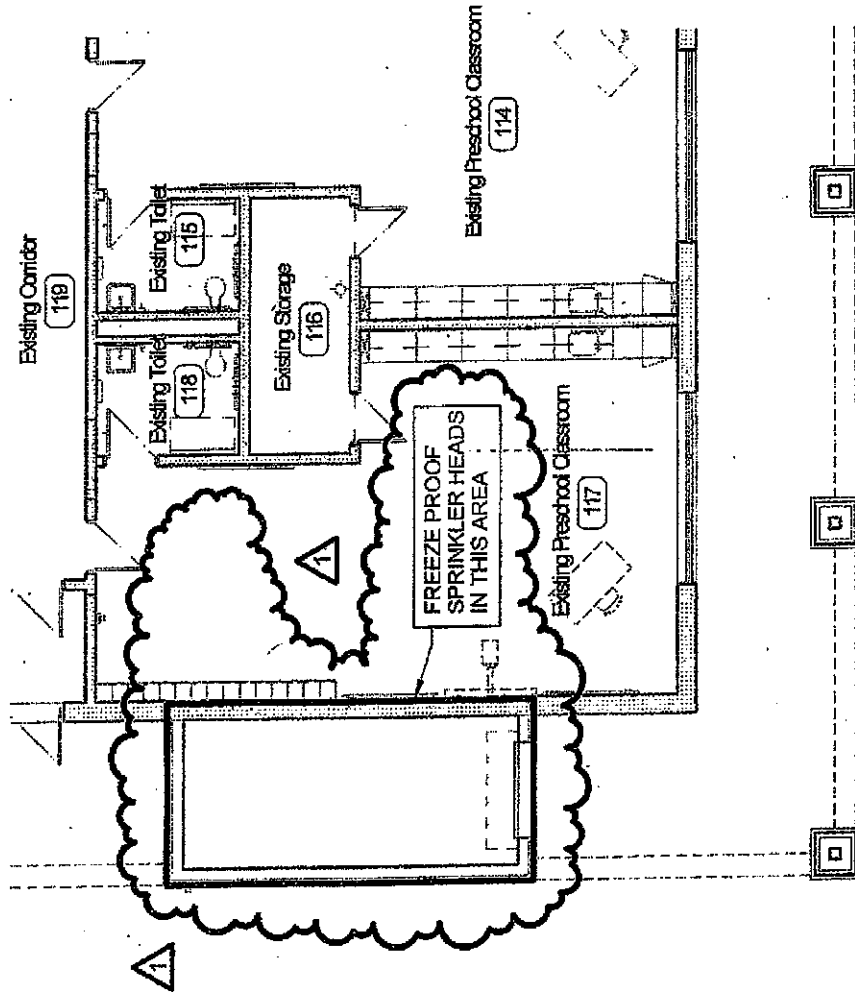 Existing Corridor
119
Existing Toilet
118
Existing Toilet
115
Existing Storage
116
1
FREEZE PROOF
SPRINKLER HEADS
IN THIS AREA
Existing Preschool Classroom
117
Existing Preschool Classroom
114
1